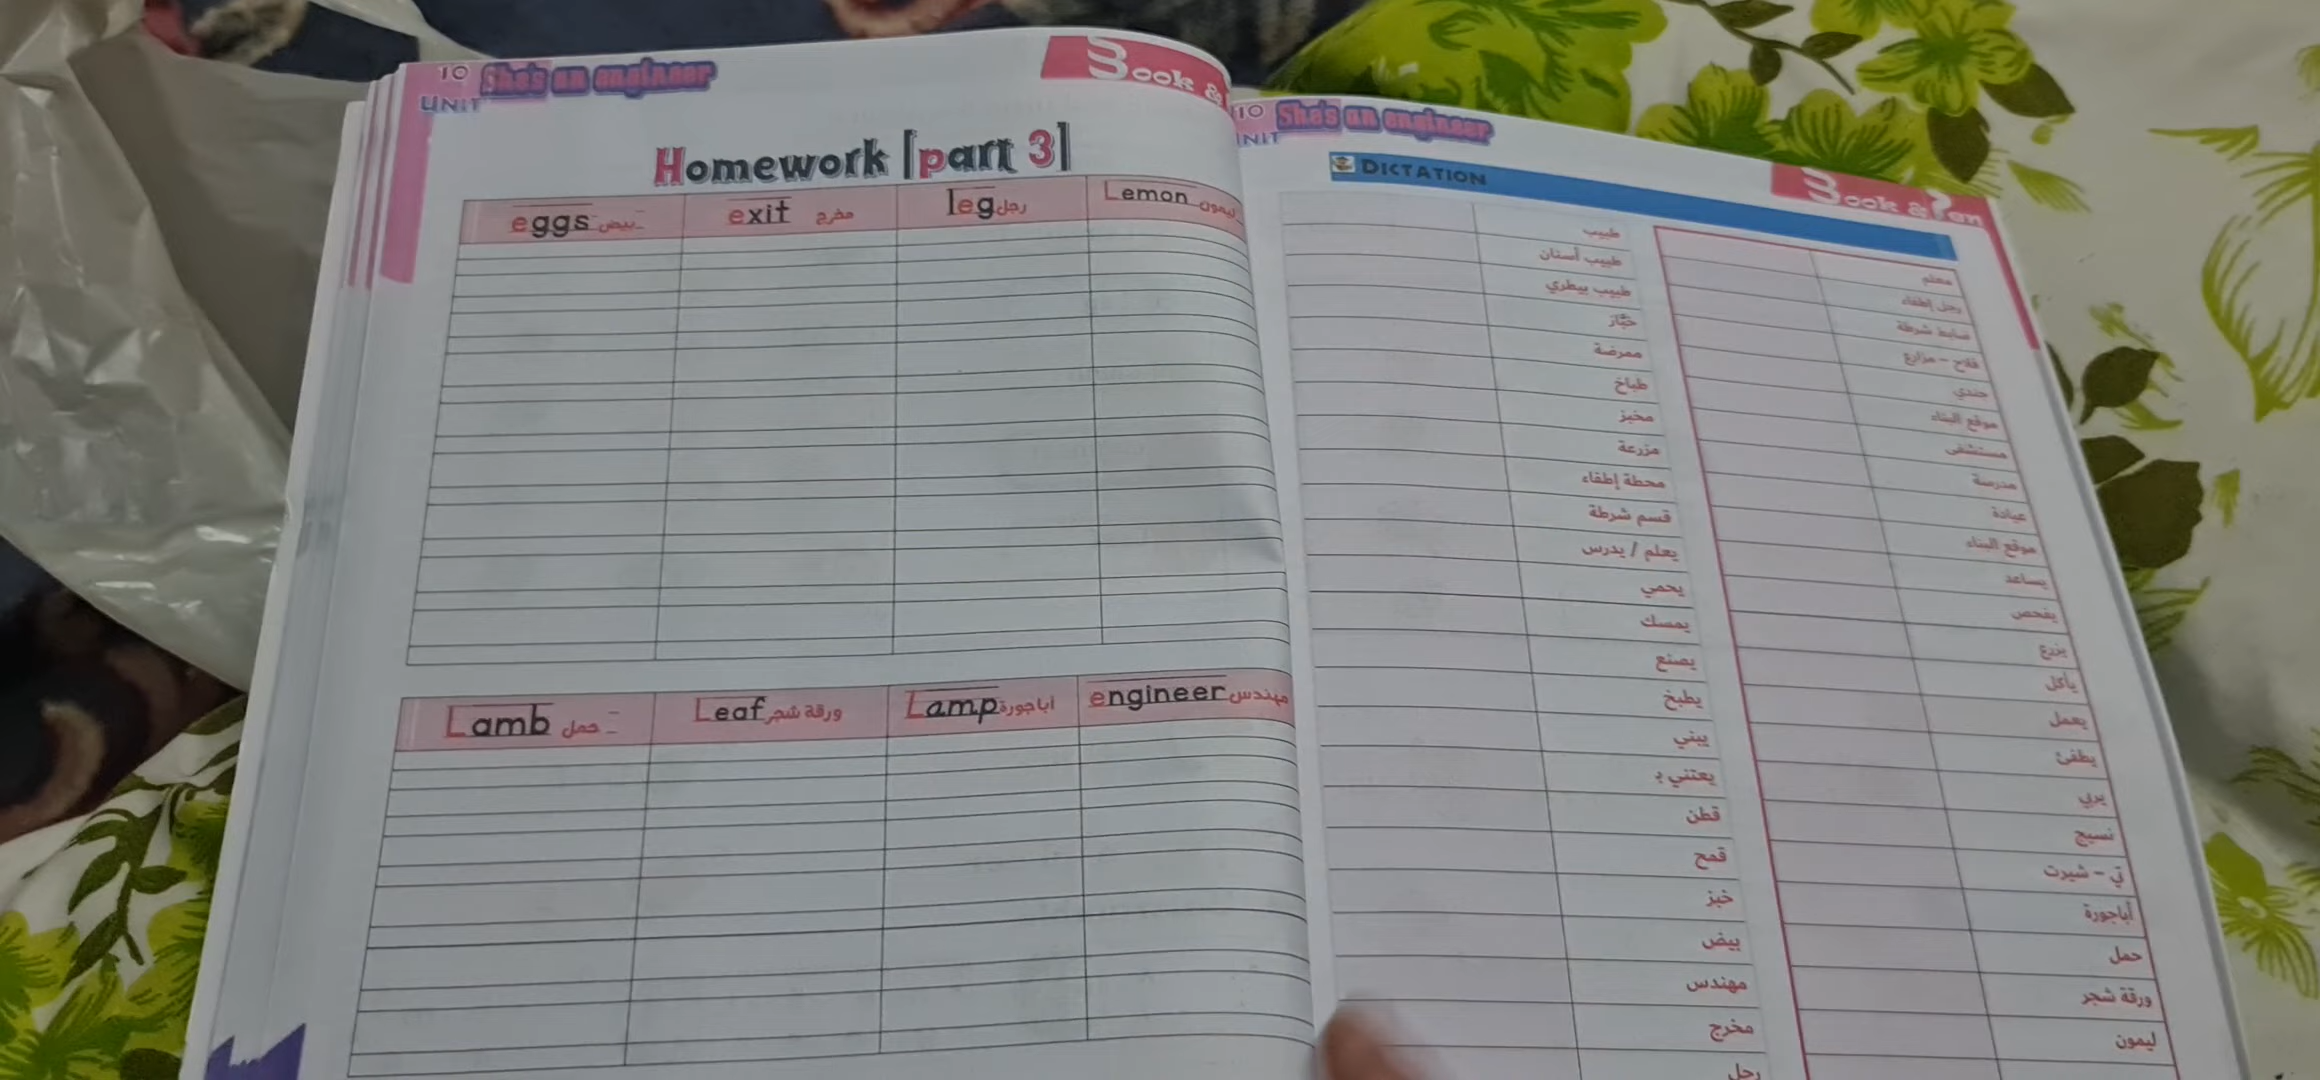 10 She's an engineer
UNIT
Book &
Homework [part 3]
eggs بيض
exit مخرج
leg رجل
Lemon ليمون
Lamb حمل
Leaf ورقة شجر
Lamp أباجورة
engineer مهندس
10 She's an engineer
UNIT
Book & Pen
DICTATION
طبيب
طبيب أسنان
طبيب بيطري
خبّاز
ممرضة
طباخ
مخبز
مزرعة
محطة إطفاء
قسم شرطة
يعلم / يدرس
يحمي
يمسك
يصنع
يطبخ
يبني
يعتني بـ
قطن
قمح
خبز
بيض
مهندس
مخرج
رجل
معلم
رجل إطفاء
ضابط شرطة
فلاح - مزارع
جندي
موقع البناء
مستشفى
مدرسة
عيادة
موقع البناء
يساعد
يفحص
يزرع
يأكل
يعمل
يطفئ
يربي
نسيج
تي - شيرت
أباجورة
حمل
ورقة شجر
ليمون